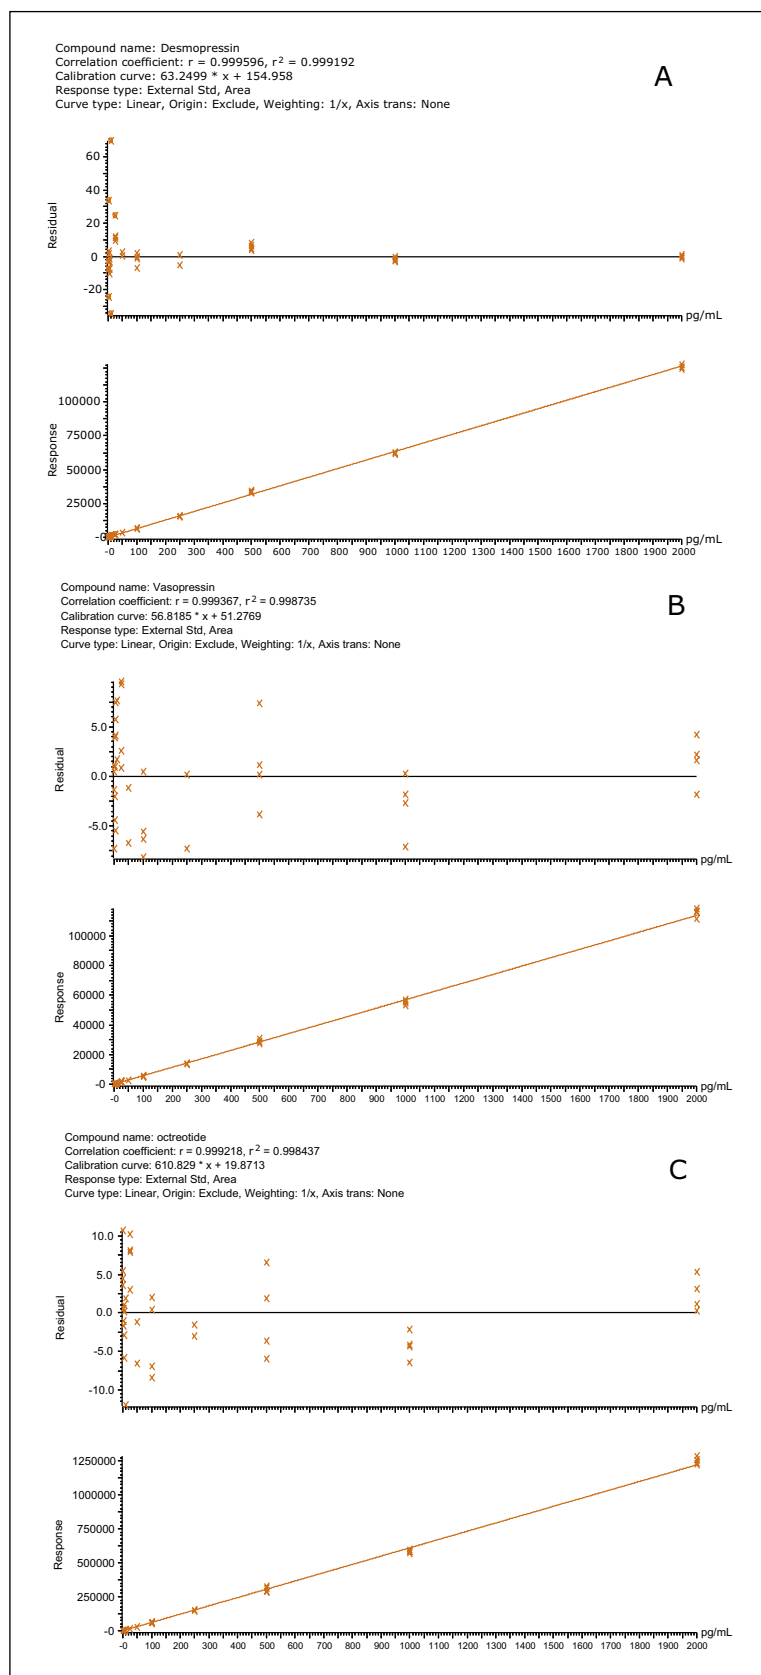 Compound name: Desmopressin
Correlation coefficient: r = 0.999596, r² = 0.999192
Calibration curve: 63.2499 * x + 154.958
Response type: External Std, Area
Curve type: Linear, Origin: Exclude, Weighting: 1/x, Axis trans: None
A
60
40
20
0
-20
Residual
pg/mL
100000
75000
50000
25000
-0
Response
pg/mL
-0 100 200 300 400 500 600 700 800 900 1000 1100 1200 1300 1400 1500 1600 1700 1800 1900 2000
Compound name: Vasopressin
Correlation coefficient: r = 0.999367, r² = 0.998735
Calibration curve: 56.8185 * x + 51.2769
Response type: External Std, Area
Curve type: Linear, Origin: Exclude, Weighting: 1/x, Axis trans: None
B
5.0
0.0
-5.0
Residual
pg/mL
100000
80000
60000
40000
20000
-0
Response
pg/mL
-0 100 200 300 400 500 600 700 800 900 1000 1100 1200 1300 1400 1500 1600 1700 1800 1900 2000
Compound name: octreotide
Correlation coefficient: r = 0.999218, r² = 0.998437
Calibration curve: 610.829 * x + 19.8713
Response type: External Std, Area
Curve type: Linear, Origin: Exclude, Weighting: 1/x, Axis trans: None
C
10.0
5.0
0.0
-5.0
-10.0
Residual
pg/mL
1250000
1000000
750000
500000
250000
-0
Response
pg/mL
-0 100 200 300 400 500 600 700 800 900 1000 1100 1200 1300 1400 1500 1600 1700 1800 1900 2000